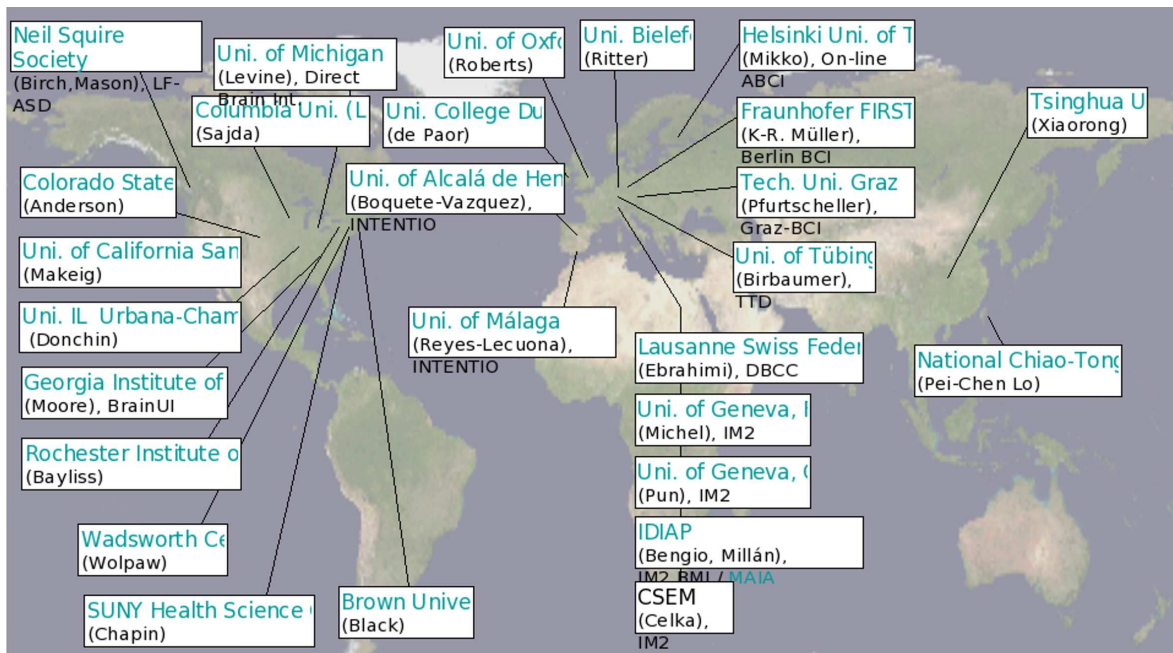 Neil Squire
Society
(Birch,Mason), LF-
ASD
Uni. of Michigan
(Levine), Direct
Brain Int.
Columbia Uni. (L
(Sajda)
Uni. of Oxfo
(Roberts)
Uni. Bielefe
(Ritter)
Helsinki Uni. of T
(Mikko), On-line
ABCI
Uni. College Du
(de Paor)
Fraunhofer FIRST
(K-R. Müller),
Berlin BCI
Tsinghua U
(Xiaorong)
Colorado State
(Anderson)
Uni. of Alcalá de Hen
(Boquete-Vazquez),
INTENTIO
Tech. Uni. Graz
(Pfurtscheller),
Graz-BCI
Uni. of California San
(Makeig)
Uni. of Tübing
(Birbaumer),
TTD
Uni. IL Urbana-Cham
(Donchin)
Uni. of Málaga
(Reyes-Lecuona),
INTENTIO
Lausanne Swiss Feder
(Ebrahimi), DBCC
National Chiao-Tong
(Pei-Chen Lo)
Georgia Institute of
(Moore), BrainUI
Uni. of Geneva,
(Michel), IM2
Rochester Institute o
(Bayliss)
Uni. of Geneva,
(Pun), IM2
Wadsworth Ce
(Wolpaw)
IDIAP
(Bengio, Millán),
IM2 BMI / MAIA
SUNY Health Science
(Chapin)
Brown Unive
(Black)
CSEM
(Celka),
IM2